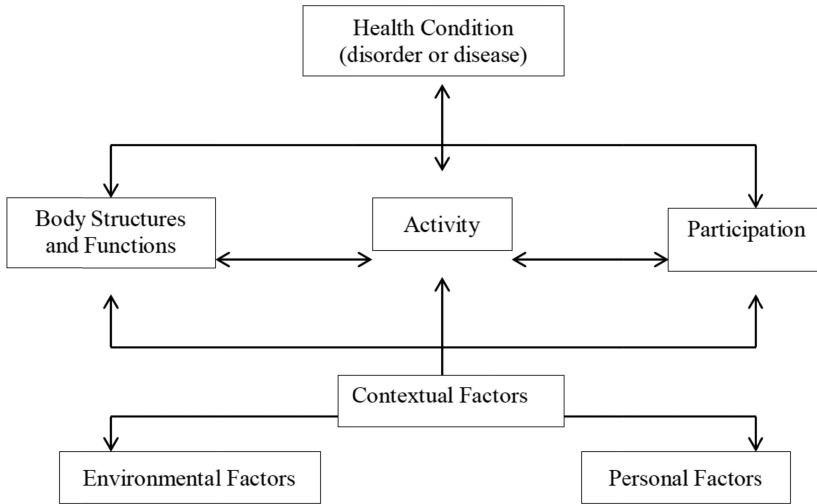 Health Condition
(disorder or disease)
Body Structures
and Functions
Activity
Participation
Contextual Factors
Environmental Factors
Personal Factors